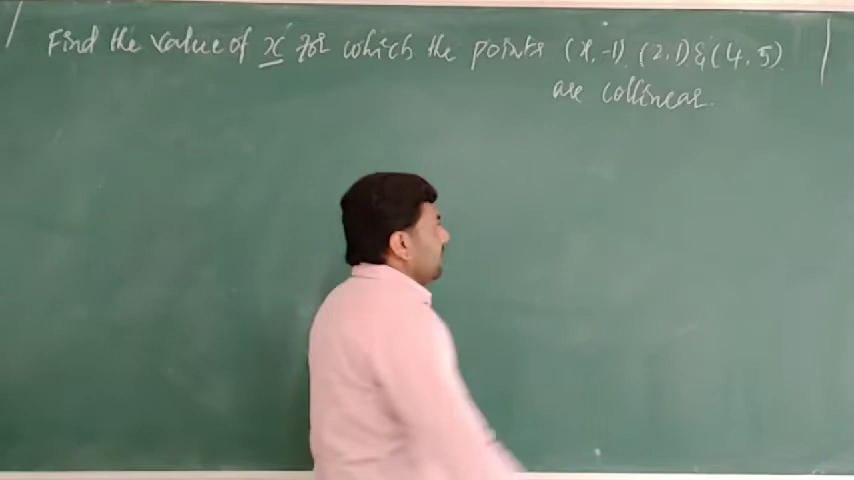 Find the value of x for which the points (x, -1), (2, 1) & (4, 5)
are collinear.